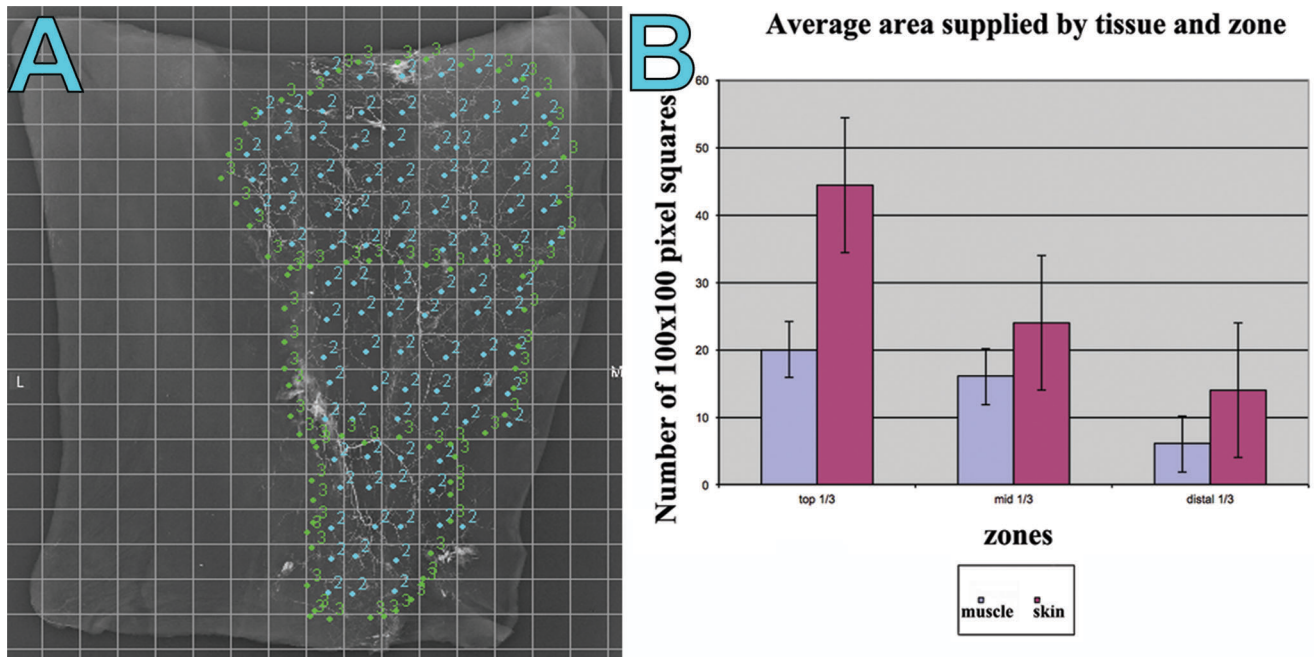 A
L
M
B
Average area supplied by tissue and zone
Number of 100x100 pixel squares
60
50
40
30
20
10
0
top 1/3
mid 1/3
distal 1/3
zones
muscle
skin